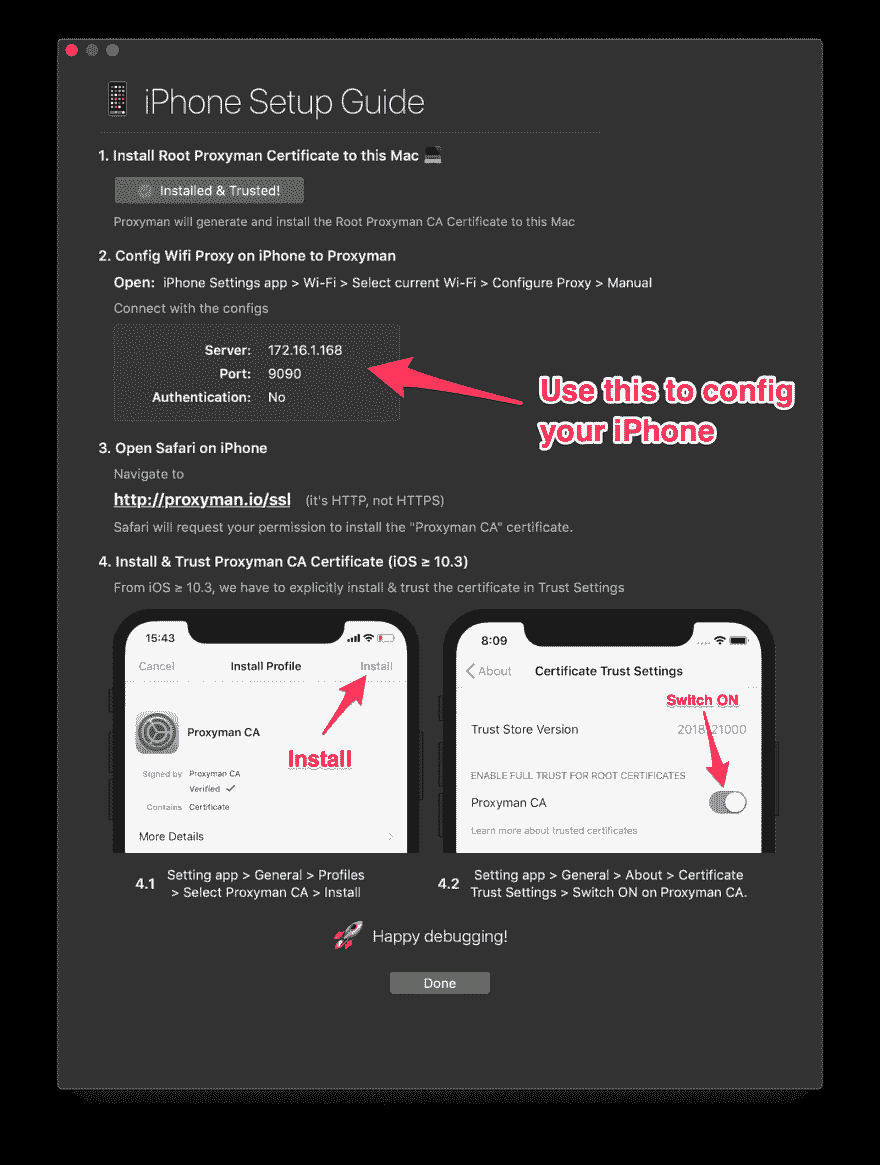 iPhone Setup Guide
1. Install Root Proxyman Certificate to this Mac
Installed & Trusted!
Proxyman will generate and install the Root Proxyman CA Certificate to this Mac
2. Config Wifi Proxy on iPhone to Proxyman
Open: iPhone Settings app > Wi-Fi > Select current Wi-Fi > Configure Proxy > Manual
Connect with the configs
Server: 172.16.1.168
Port: 9090
Authentication: No
Use this to config
your iPhone
3. Open Safari on iPhone
Navigate to
http://proxyman.io/ssl (it's HTTP, not HTTPS)
Safari will request your permission to install the "Proxyman CA" certificate.
4. Install & Trust Proxyman CA Certificate (iOS ≥ 10.3)
From iOS ≥ 10.3, we have to explicitly install & trust the certificate in Trust Settings
15:43
Cancel Install Profile Install
Install
Proxyman CA
Signed by Proxyman CA
Verified ✓
Contains Certificate
More Details >
4.1 Setting app > General > Profiles
> Select Proxyman CA > Install
8:09
About Certificate Trust Settings
Switch ON
Trust Store Version
ENABLE FULL TRUST FOR ROOT CERTIFICATES
Proxyman CA
Learn more about trusted certificates
4.2 Setting app > General > About > Certificate
Trust Settings > Switch ON on Proxyman CA.
Happy debugging!
Done